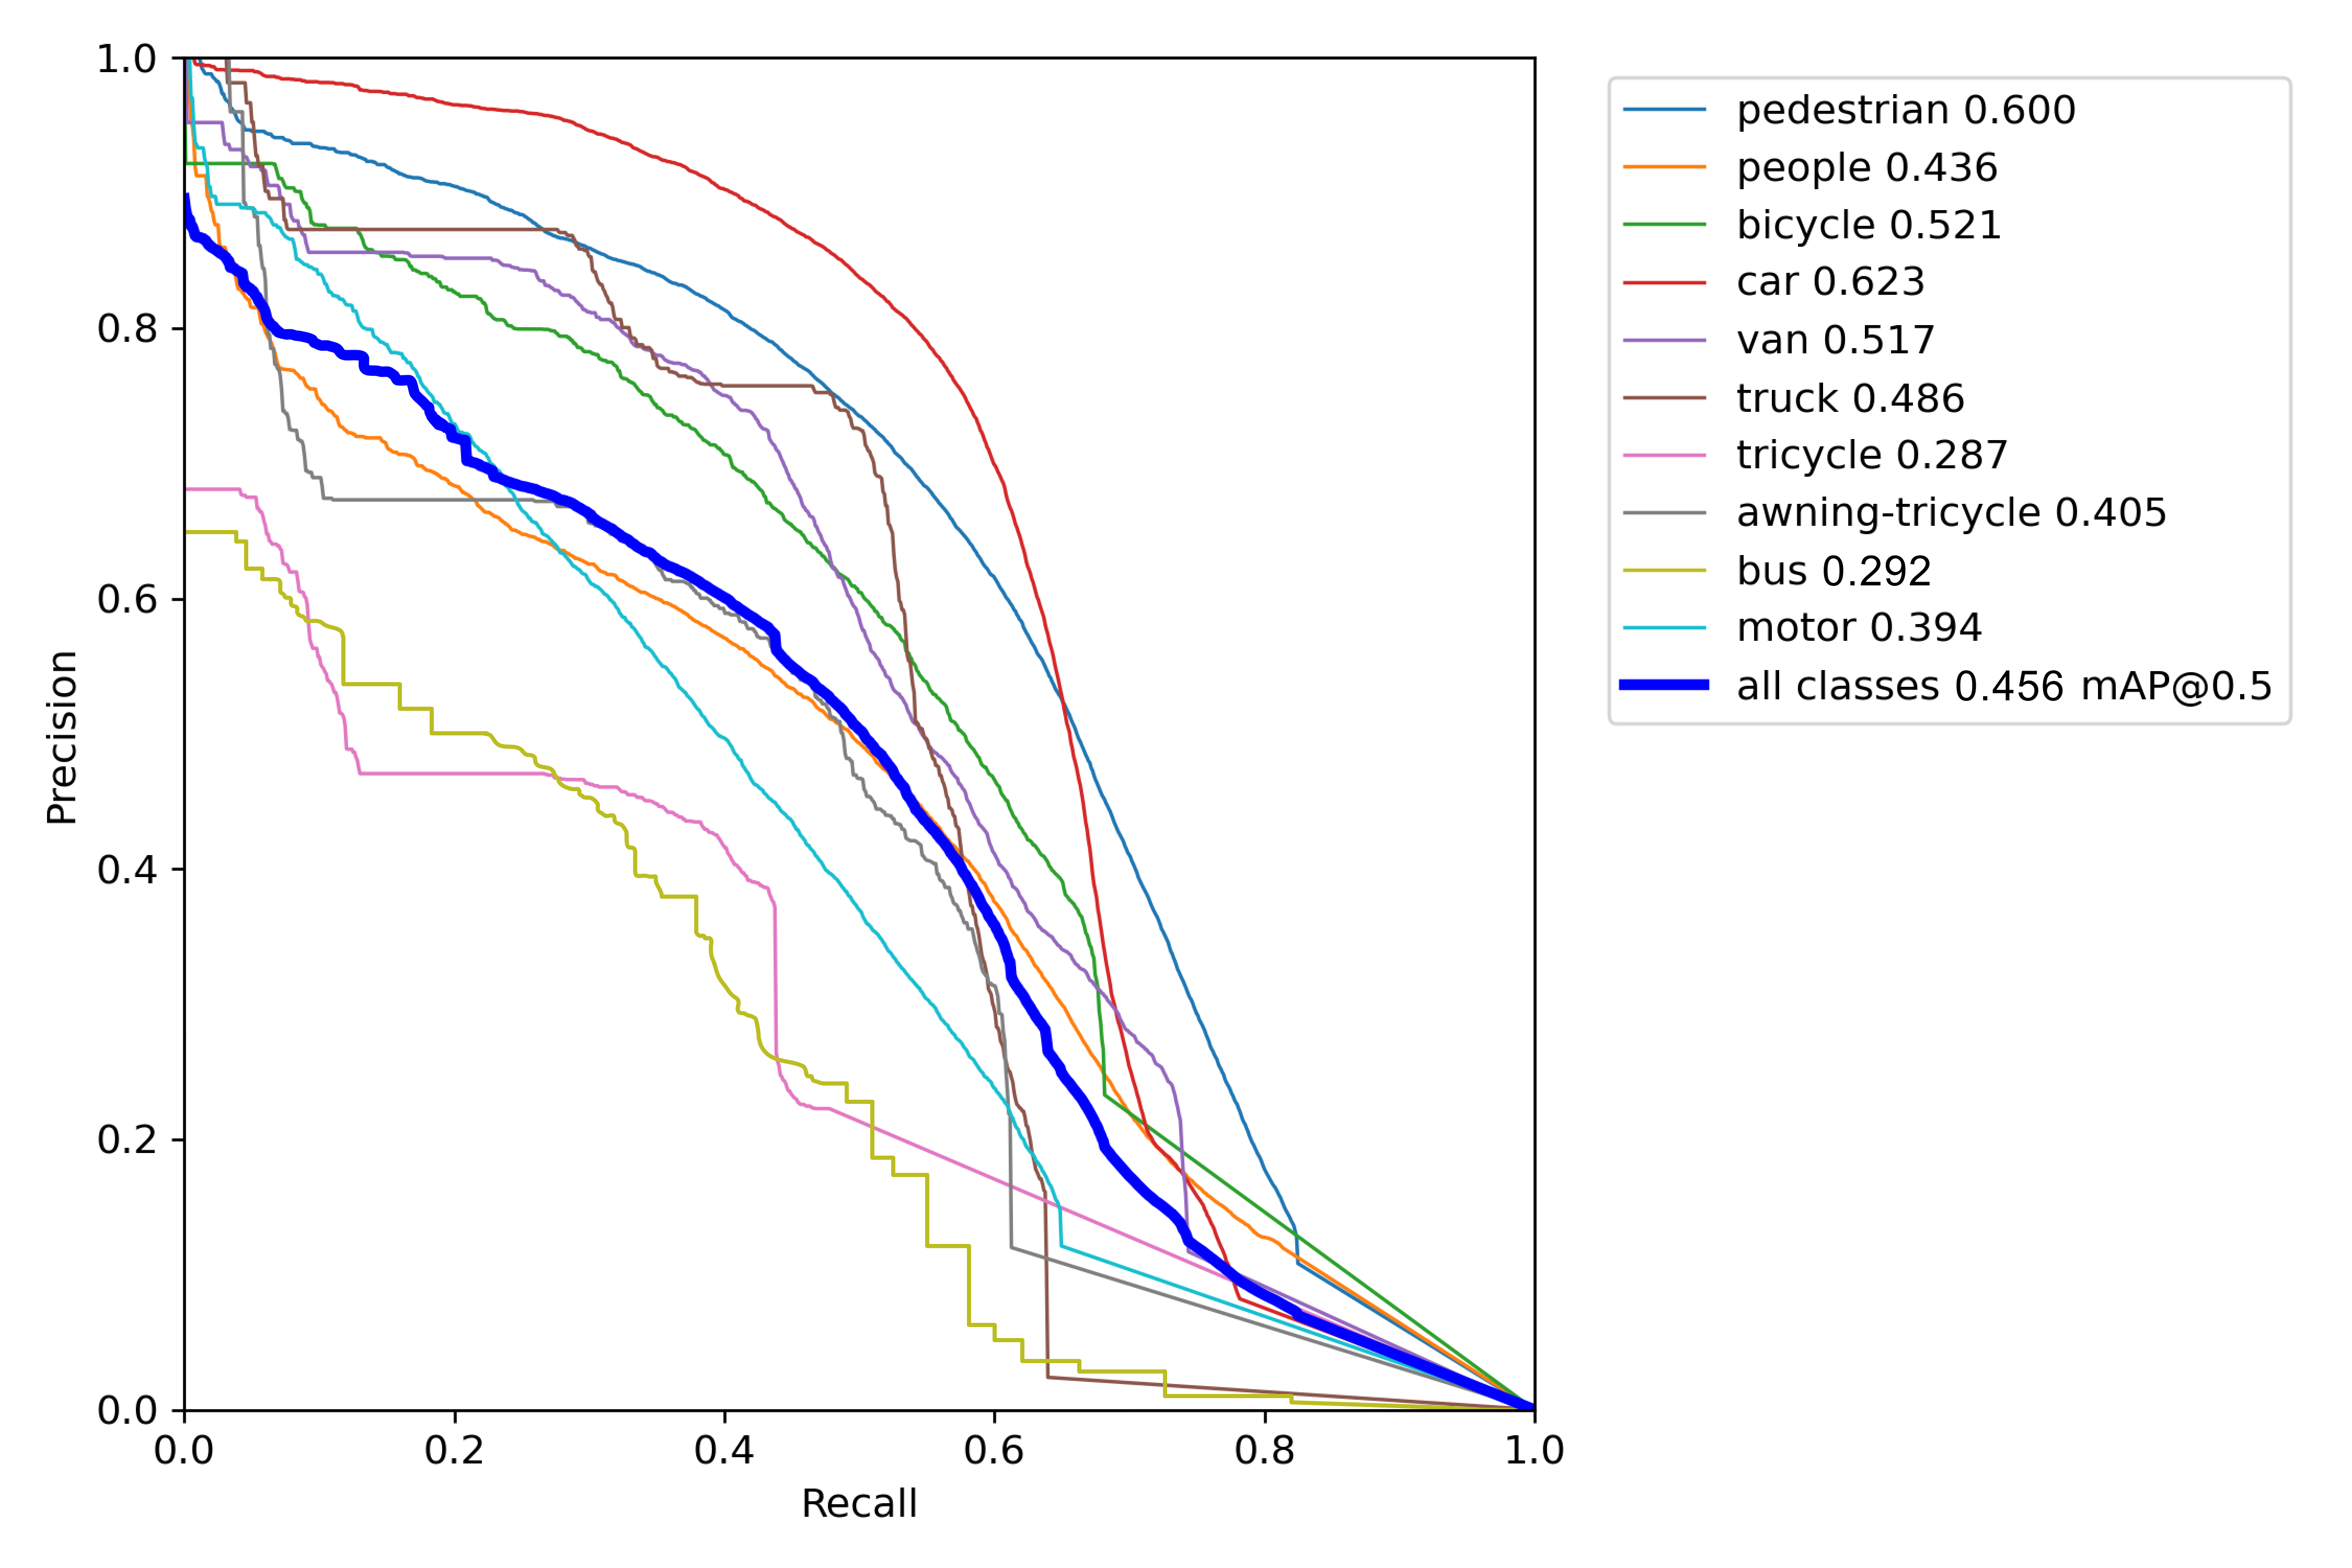 1.0
0.8
0.6
0.4
0.2
0.0
0.0 0.2 0.4 0.6 0.8 1.0
Precision
Recall
pedestrian 0.600
people 0.436
bicycle 0.521
car 0.623
van 0.517
truck 0.486
tricycle 0.287
awning-tricycle 0.405
bus 0.292
motor 0.394
all classes 0.456 mAP@0.5